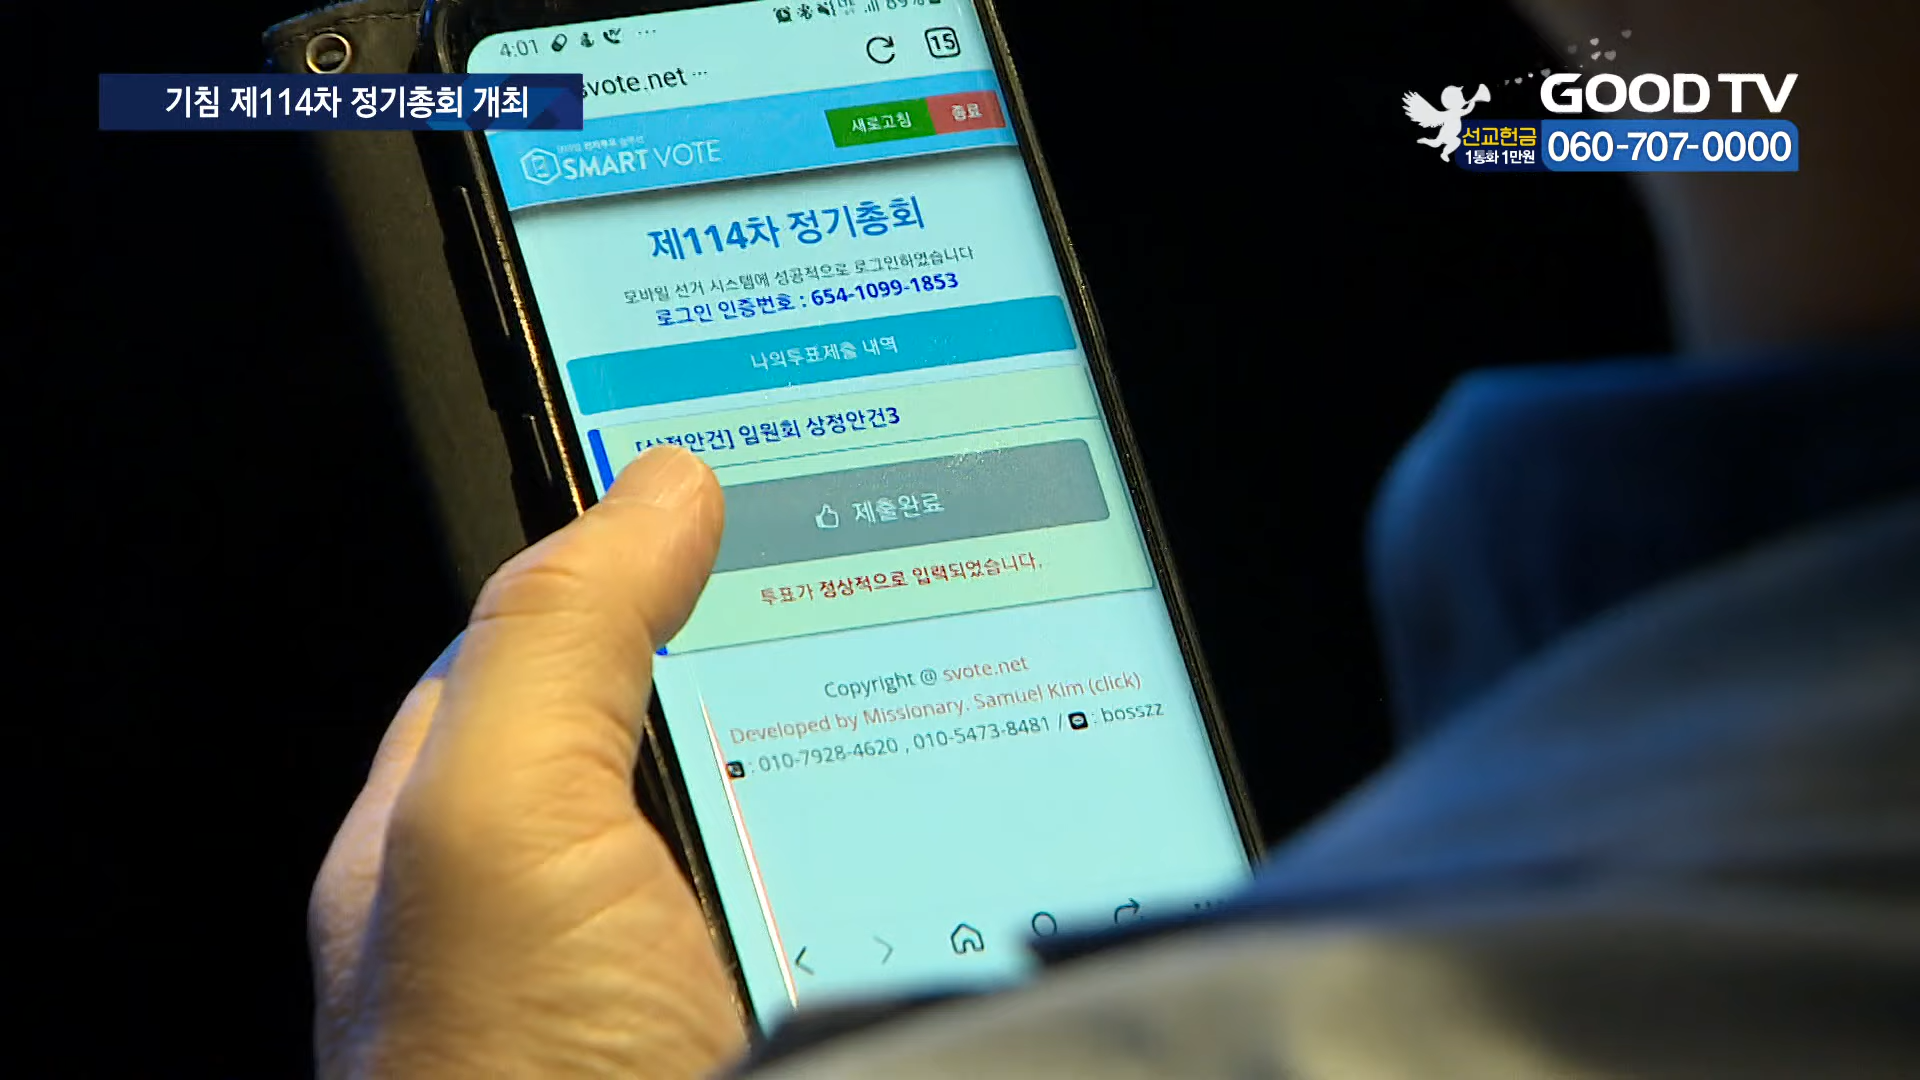 기침 제114차 정기총회 개최
GOOD TV
선교헌금
1통화 1만원
060-707-0000
4:01
89%
svote.net
15
SMART VOTE
새로고침
종료
제114차 정기총회
모바일 선거 시스템에 성공적으로 로그인하였습니다
로그인 인증번호 : 654-1099-1853
나의투표제출 내역
[상정안건] 임원회 상정안건3
제출완료
투표가 정상적으로 입력되었습니다.
Copyright @ svote.net
Developed by Missionary. Samuel Kim (click)
: 010-7928-4620 , 010-5473-8481 / : bosszz